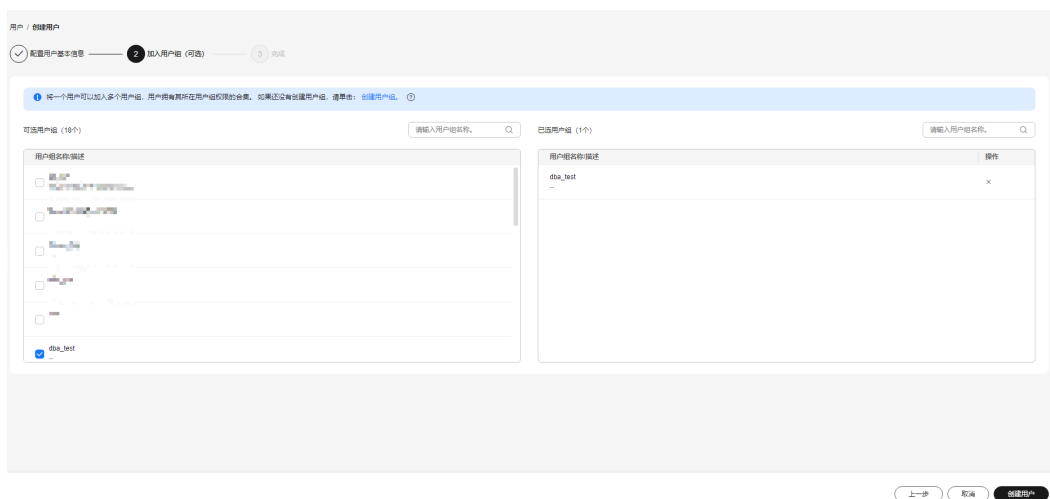 用户 / 创建用户
配置用户基本信息
2 加入用户组 (可选)
3 完成
将一个用户可以加入多个用户组，用户拥有其所在用户组权限的合集。如果还没有创建用户组，请单击：创建用户组。
可选用户组 (18个)
请输入用户组名称。
用户组名称/描述
dba_test
--
已选用户组 (1个)
请输入用户组名称。
用户组名称/描述
操作
dba_test
--
上一步
取消
创建用户